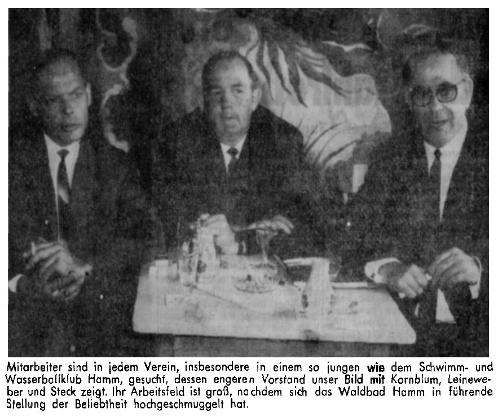 Mitarbeiter sind in jedem Verein, insbesondere in einem so jungen wie dem Schwimm- und
Wasserballklub Hamm, gesucht, dessen engeren Vorstand unser Bild mit Kornblum, Leinewe-
ber und Steck zeigt. Ihr Arbeitsfeld ist groß, nachdem sich das Waldbad Hamm in führende
Stellung der Beliebtheit hochgeschmuggelt hat.